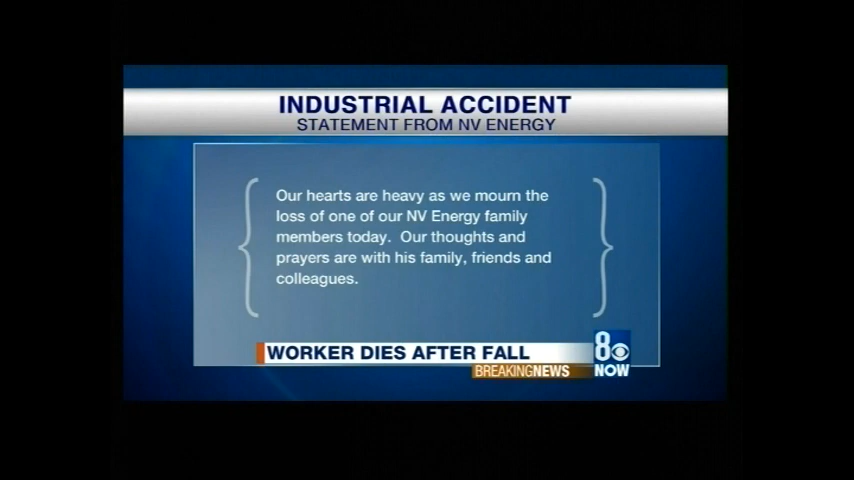 INDUSTRIAL ACCIDENT
STATEMENT FROM NV ENERGY
Our hearts are heavy as we mourn the
loss of one of our NV Energy family
members today.  Our thoughts and
prayers are with his family, friends and
colleagues.
WORKER DIES AFTER FALL
BREAKINGNEWS
8
NOW